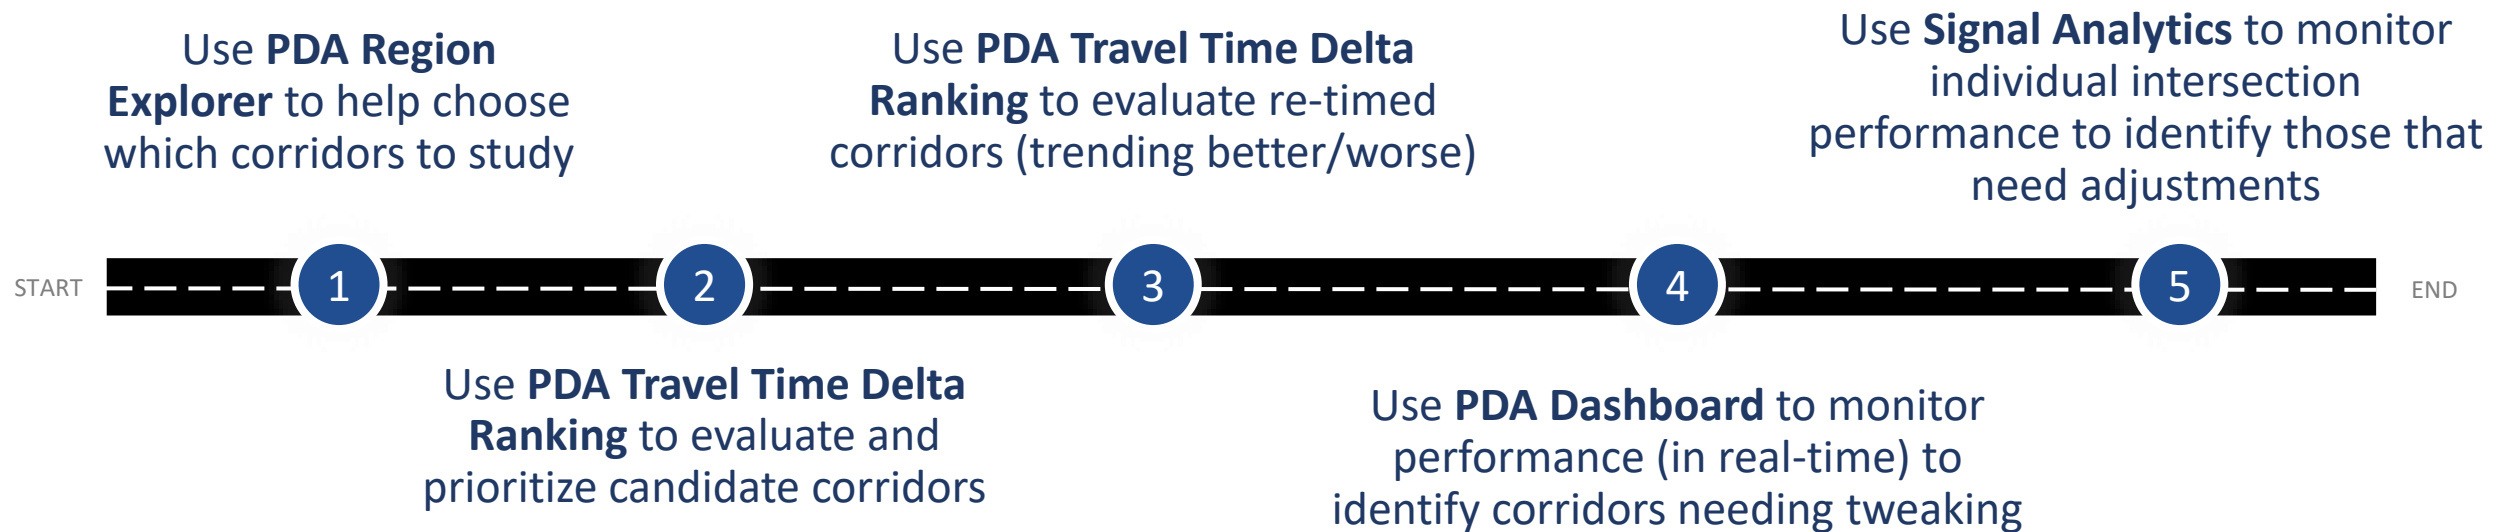 Use PDA Region
Explorer to help choose
which corridors to study
Use PDA Travel Time Delta
Ranking to evaluate re-timed
corridors (trending better/worse)
Use Signal Analytics to monitor
individual intersection
performance to identify those that
need adjustments
START
1
2
3
4
5
END
Use PDA Travel Time Delta
Ranking to evaluate and
prioritize candidate corridors
Use PDA Dashboard to monitor
performance (in real-time) to
identify corridors needing tweaking